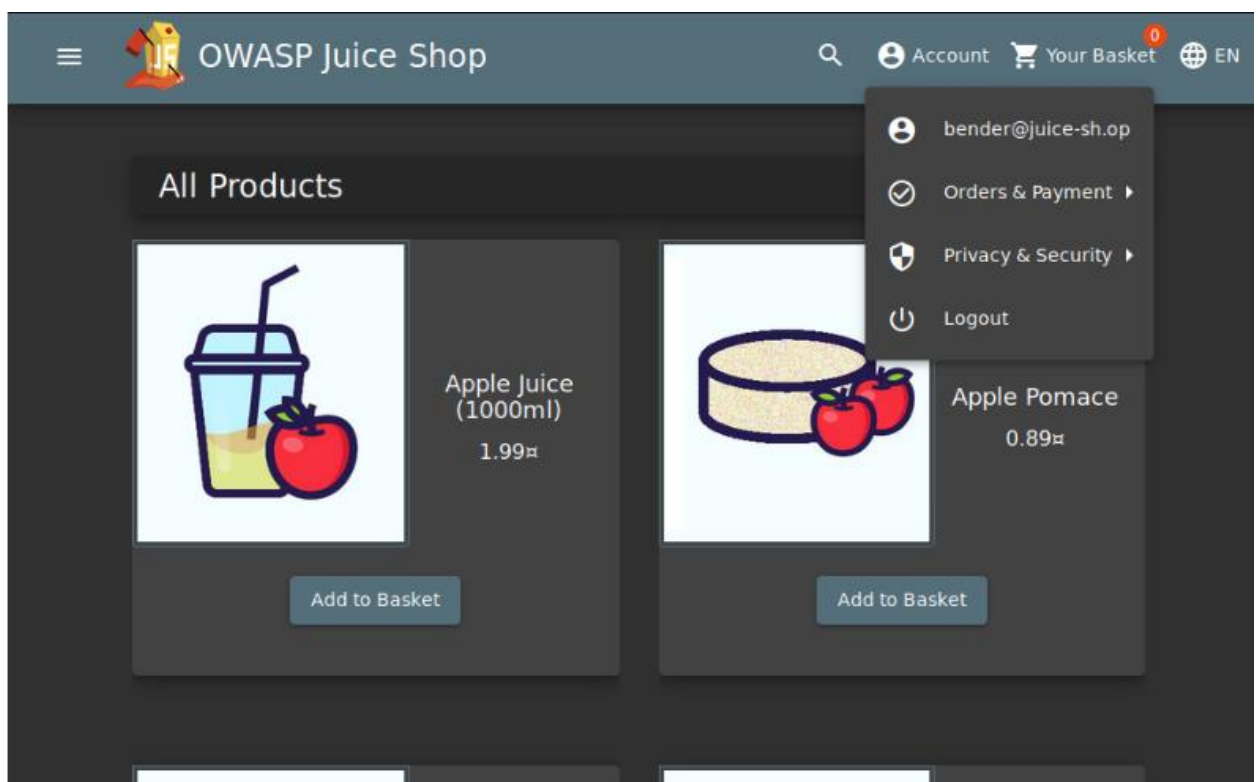 OWASP Juice Shop
Account
Your Basket
0
EN
bender@juice-sh.op
Orders & Payment
Privacy & Security
Logout
All Products
Apple Juice
(1000ml)
1.99¤
Add to Basket
Apple Pomace
0.89¤
Add to Basket